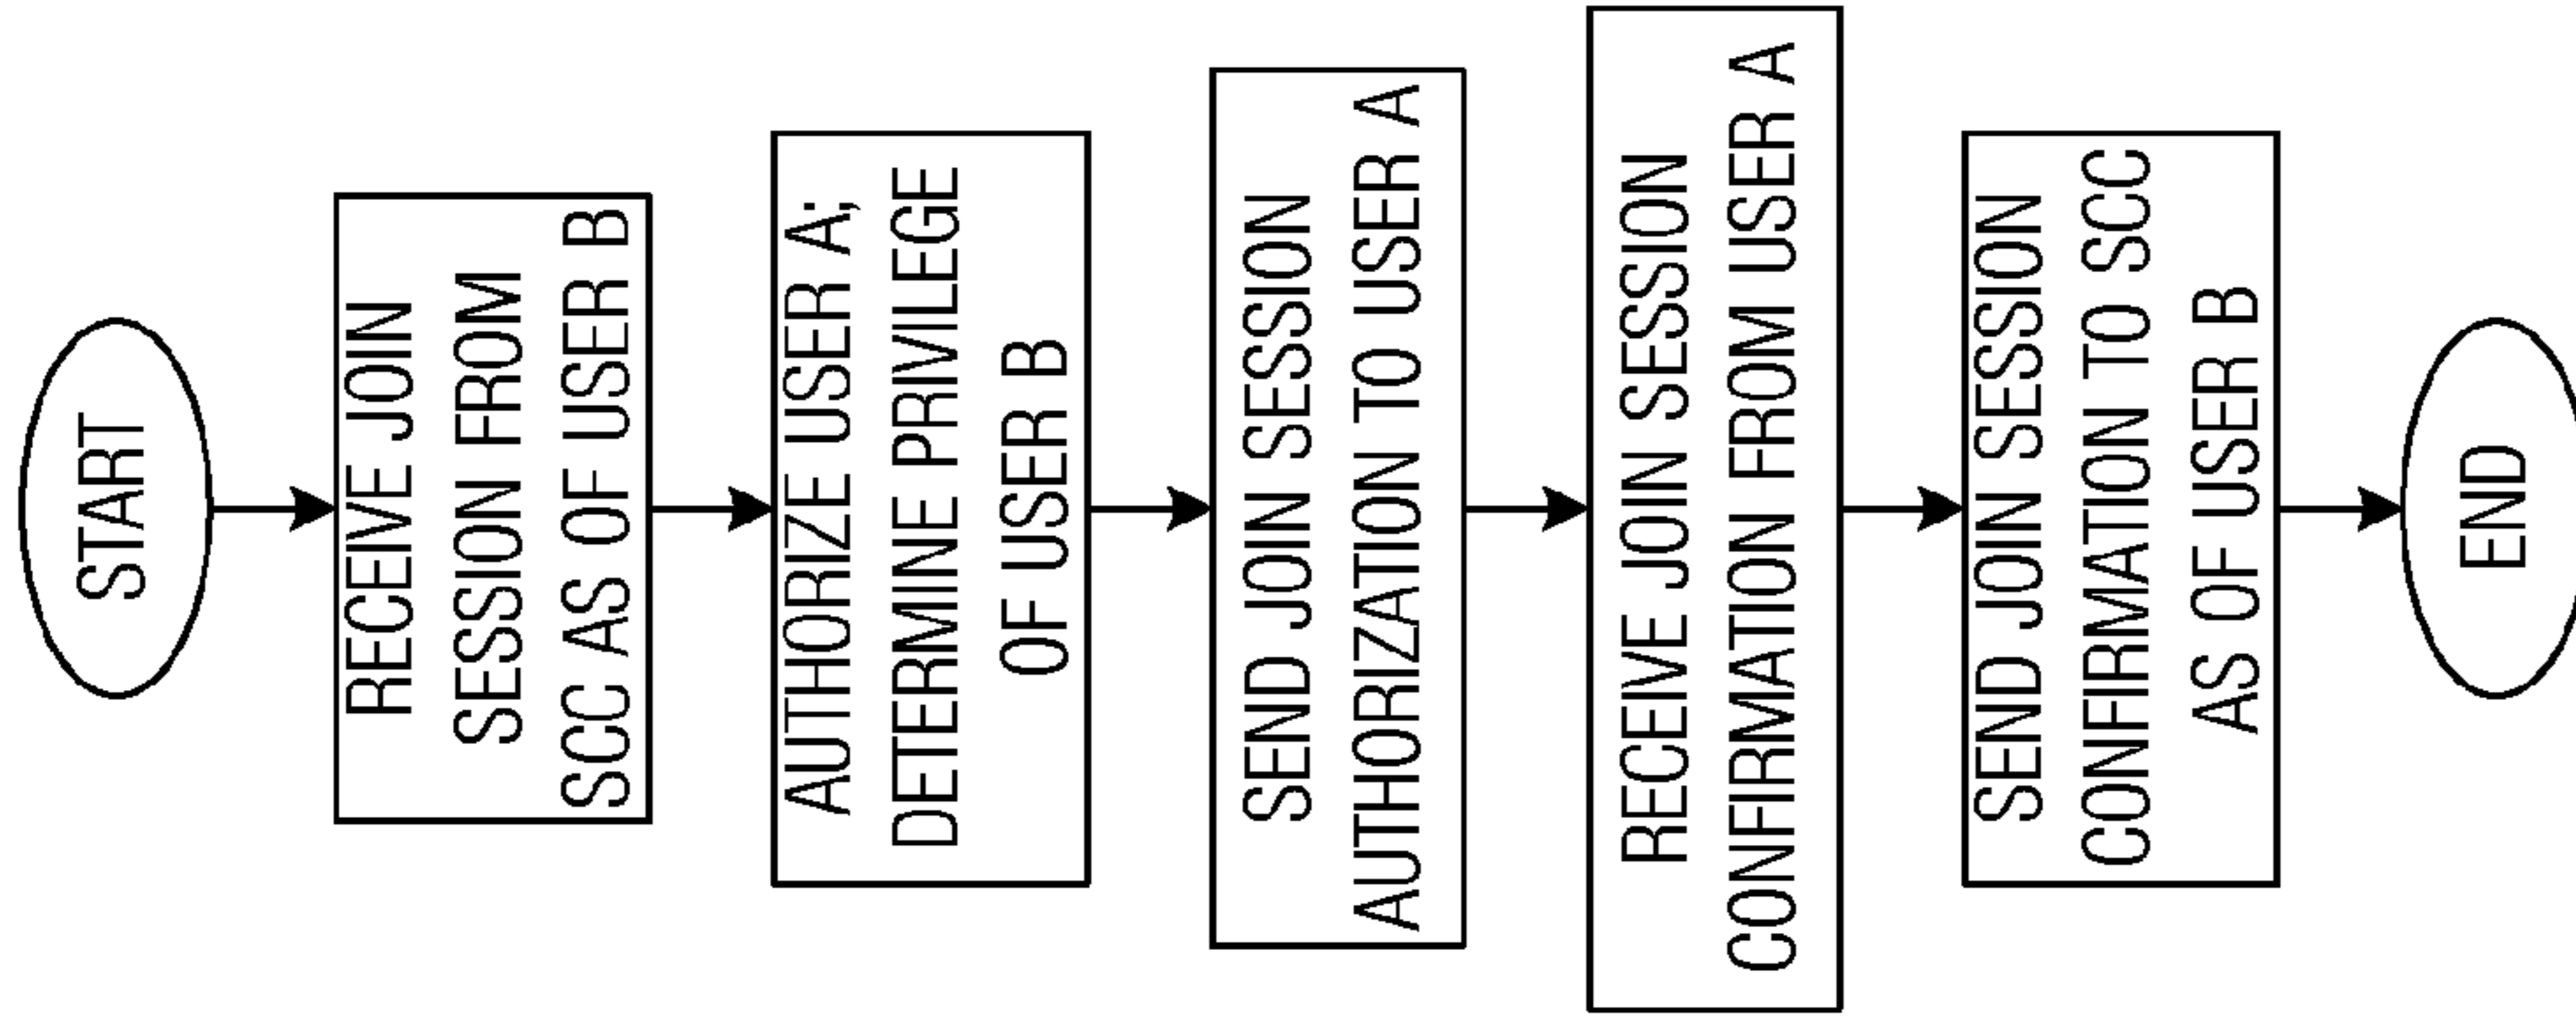 START
RECEIVE JOIN
SESSION FROM
SCC AS OF USER B
AUTHORIZE USER A;
DETERMINE PRIVILEGE
OF USER B
SEND JOIN SESSION
AUTHORIZATION TO USER A
RECEIVE JOIN SESSION
CONFIRMATION FROM USER A
SEND JOIN SESSION
CONFIRMATION TO SCC
AS OF USER B
END